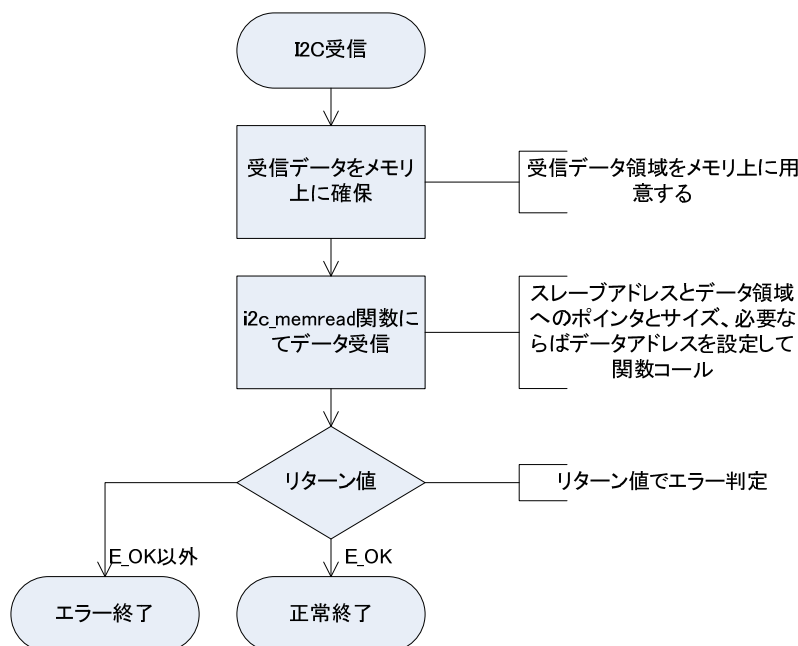 I2C受信
受信データをメモリ
上に確保
受信データ領域をメモリ上に用
意する
i2c_memread関数に
てデータ受信
スレーブアドレスとデータ領域
へのポインタとサイズ、必要な
らばデータアドレスを設定して
関数コール
リターン値
リターン値でエラー判定
E_OK以外
E_OK
エラー終了
正常終了